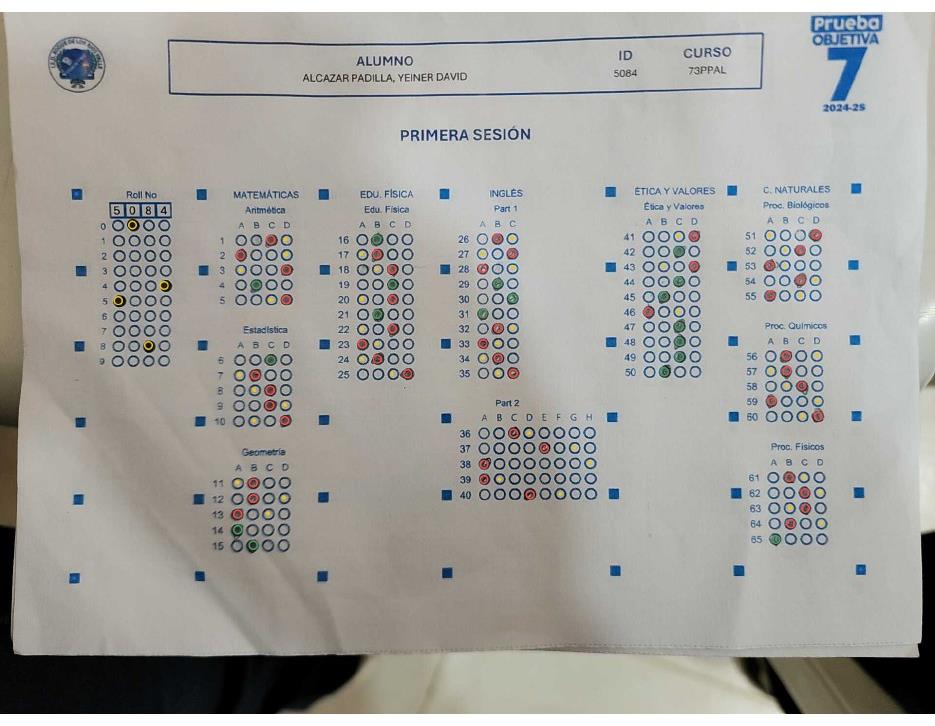 Prueba
OBJETIVA
7
2024-2S
ALUMNO
ALCAZAR PADILLA, YEINER DAVID
ID
5084
CURSO
73PPAL
PRIMERA SESIÓN
Roll No
5 0 8 4
0
1
2
3
4
5
6
7
8
9
MATEMÁTICAS
Aritmética
A B C D
1
2
3
4
5
Estadística
A B C D
6
7
8
9
10
Geometría
A B C D
11
12
13
14
15
EDU. FÍSICA
Edu. Física
A B C D
16
17
18
19
20
21
22
23
24
25
INGLÉS
Part 1
A B C
26
27
28
29
30
31
32
33
34
35
Part 2
A B C D E F G H
36
37
38
39
40
ÉTICA Y VALORES
Ética y Valores
A B C D
41
42
43
44
45
46
47
48
49
50
C. NATURALES
Proc. Biológicos
A B C D
51
52
53
54
55
Proc. Químicos
A B C D
56
57
58
59
60
Proc. Físicos
A B C D
61
62
63
64
65